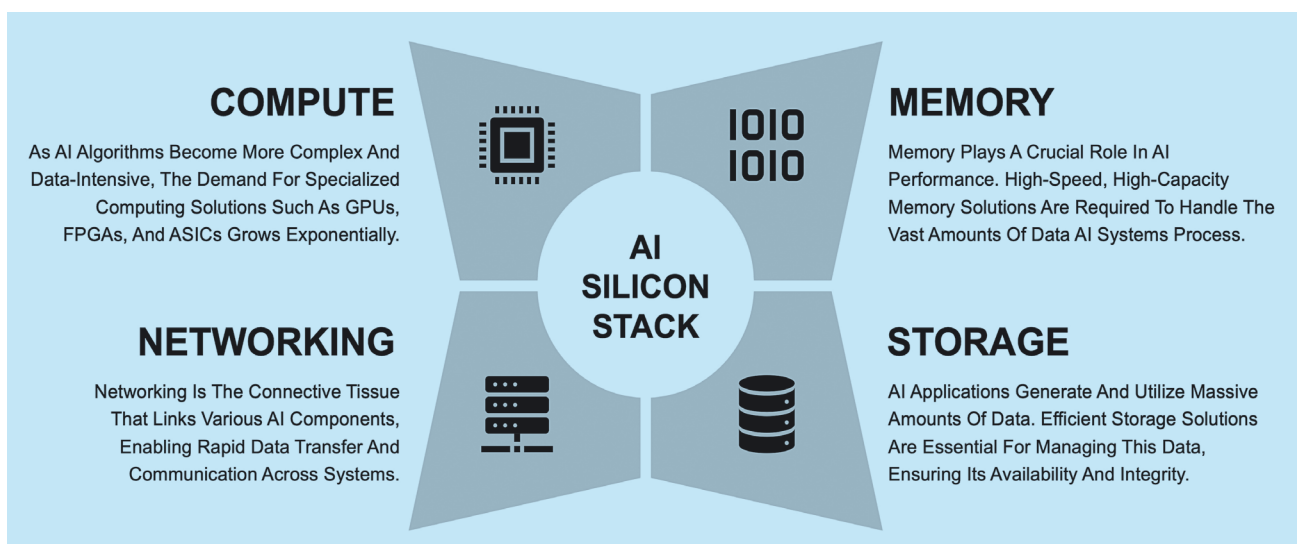 COMPUTE
As AI Algorithms Become More Complex And
Data-Intensive, The Demand For Specialized
Computing Solutions Such As GPUs,
FPGAs, And ASICs Grows Exponentially.
IOIO
IOIO
MEMORY
Memory Plays A Crucial Role In AI
Performance. High-Speed, High-Capacity
Memory Solutions Are Required To Handle The
Vast Amounts Of Data AI Systems Process.
AI
SILICON
STACK
NETWORKING
Networking Is The Connective Tissue
That Links Various AI Components,
Enabling Rapid Data Transfer And
Communication Across Systems.
STORAGE
AI Applications Generate And Utilize Massive
Amounts Of Data. Efficient Storage Solutions
Are Essential For Managing This Data,
Ensuring Its Availability And Integrity.